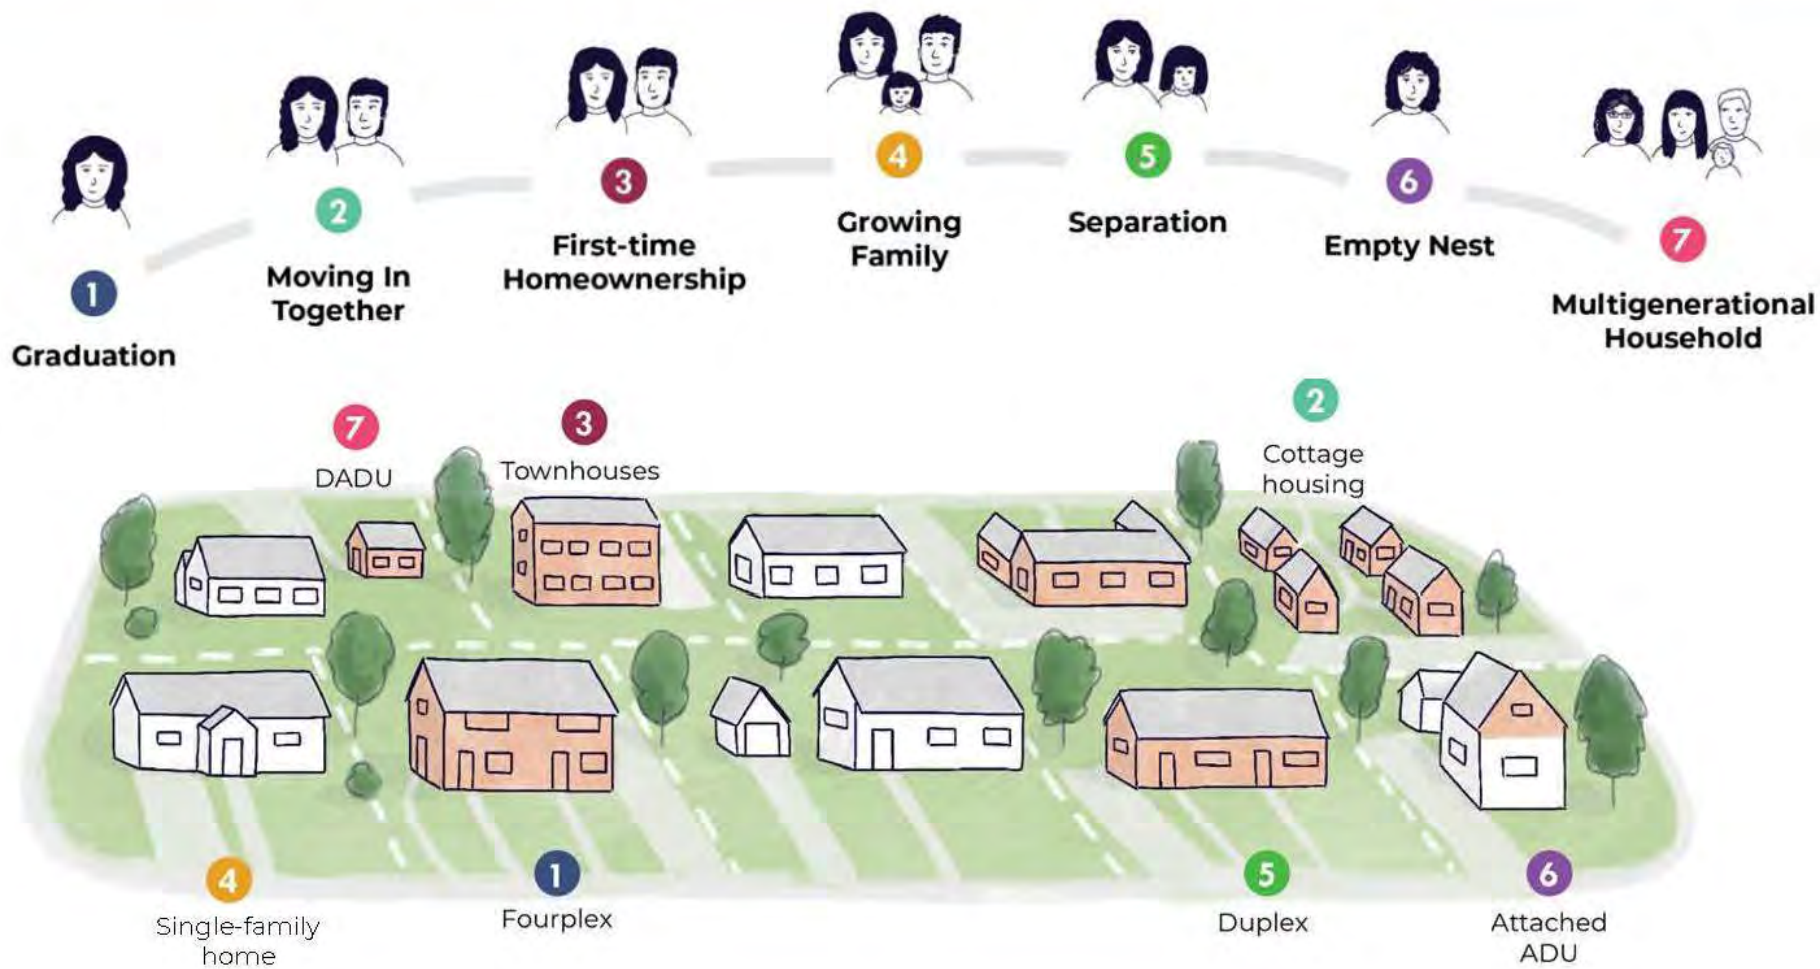 1
Graduation
2
Moving In
Together
3
First-time
Homeownership
4
Growing
Family
5
Separation
6
Empty Nest
7
Multigenerational
Household
7
DADU
3
Townhouses
2
Cottage
housing
4
Single-family
home
1
Fourplex
5
Duplex
6
Attached
ADU